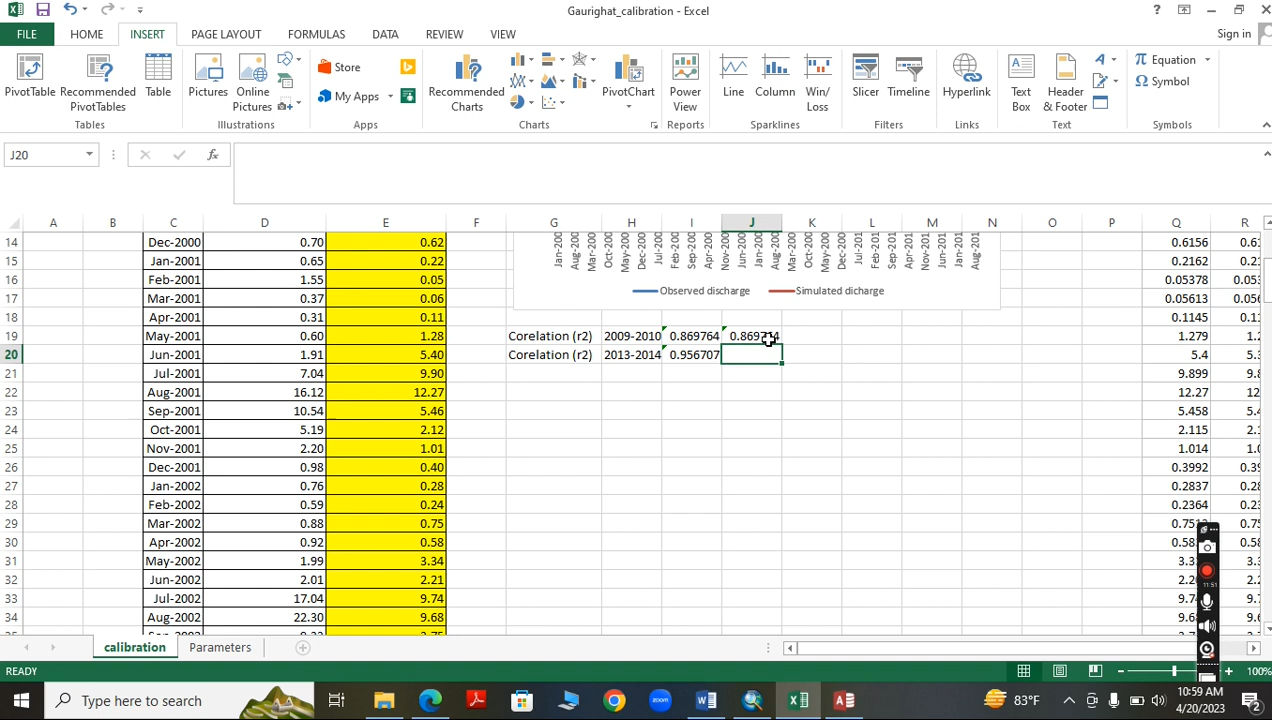 Gaurighat_calibration - Excel
FILE HOME INSERT PAGE LAYOUT FORMULAS DATA REVIEW VIEW Sign in
PivotTable Recommended PivotTables Table Pictures Online Pictures Store My Apps Recommended Charts PivotChart Power View Line Column Win/Loss Slicer Timeline Hyperlink Text Box Header & Footer Equation Symbol
Tables Illustrations Apps Charts Reports Sparklines Filters Links Text Symbols
J20
A B C D E F G H I J K L M N O P Q R
14 Dec-2000 0.70 0.62 0.6156
15 Jan-2001 0.65 0.22 0.2162
16 Feb-2001 1.55 0.05 0.05378
17 Mar-2001 0.37 0.06 0.05613
18 Apr-2001 0.31 0.11 0.1145
19 May-2001 0.60 1.28 Corelation (r2) 2009-2010 0.869764 1.279
20 Jun-2001 1.91 5.40 Corelation (r2) 2013-2014 0.956707 5.4
21 Jul-2001 7.04 9.90 9.899
22 Aug-2001 16.12 12.27 12.27
23 Sep-2001 10.54 5.46 5.458
24 Oct-2001 5.19 2.12 2.115
25 Nov-2001 2.20 1.01 1.014
26 Dec-2001 0.98 0.40 0.3992
27 Jan-2002 0.76 0.28 0.2837
28 Feb-2002 0.59 0.24 0.2364
29 Mar-2002 0.88 0.75
30 Apr-2002 0.92 0.58
31 May-2002 1.99 3.34
32 Jun-2002 2.01 2.21
33 Jul-2002 17.04 9.74
34 Aug-2002 22.30 9.68
Observed discharge Simulated dicharge
calibration Parameters
READY 100%
11:51
Type here to search
83°F
10:59 AM
4/20/2023